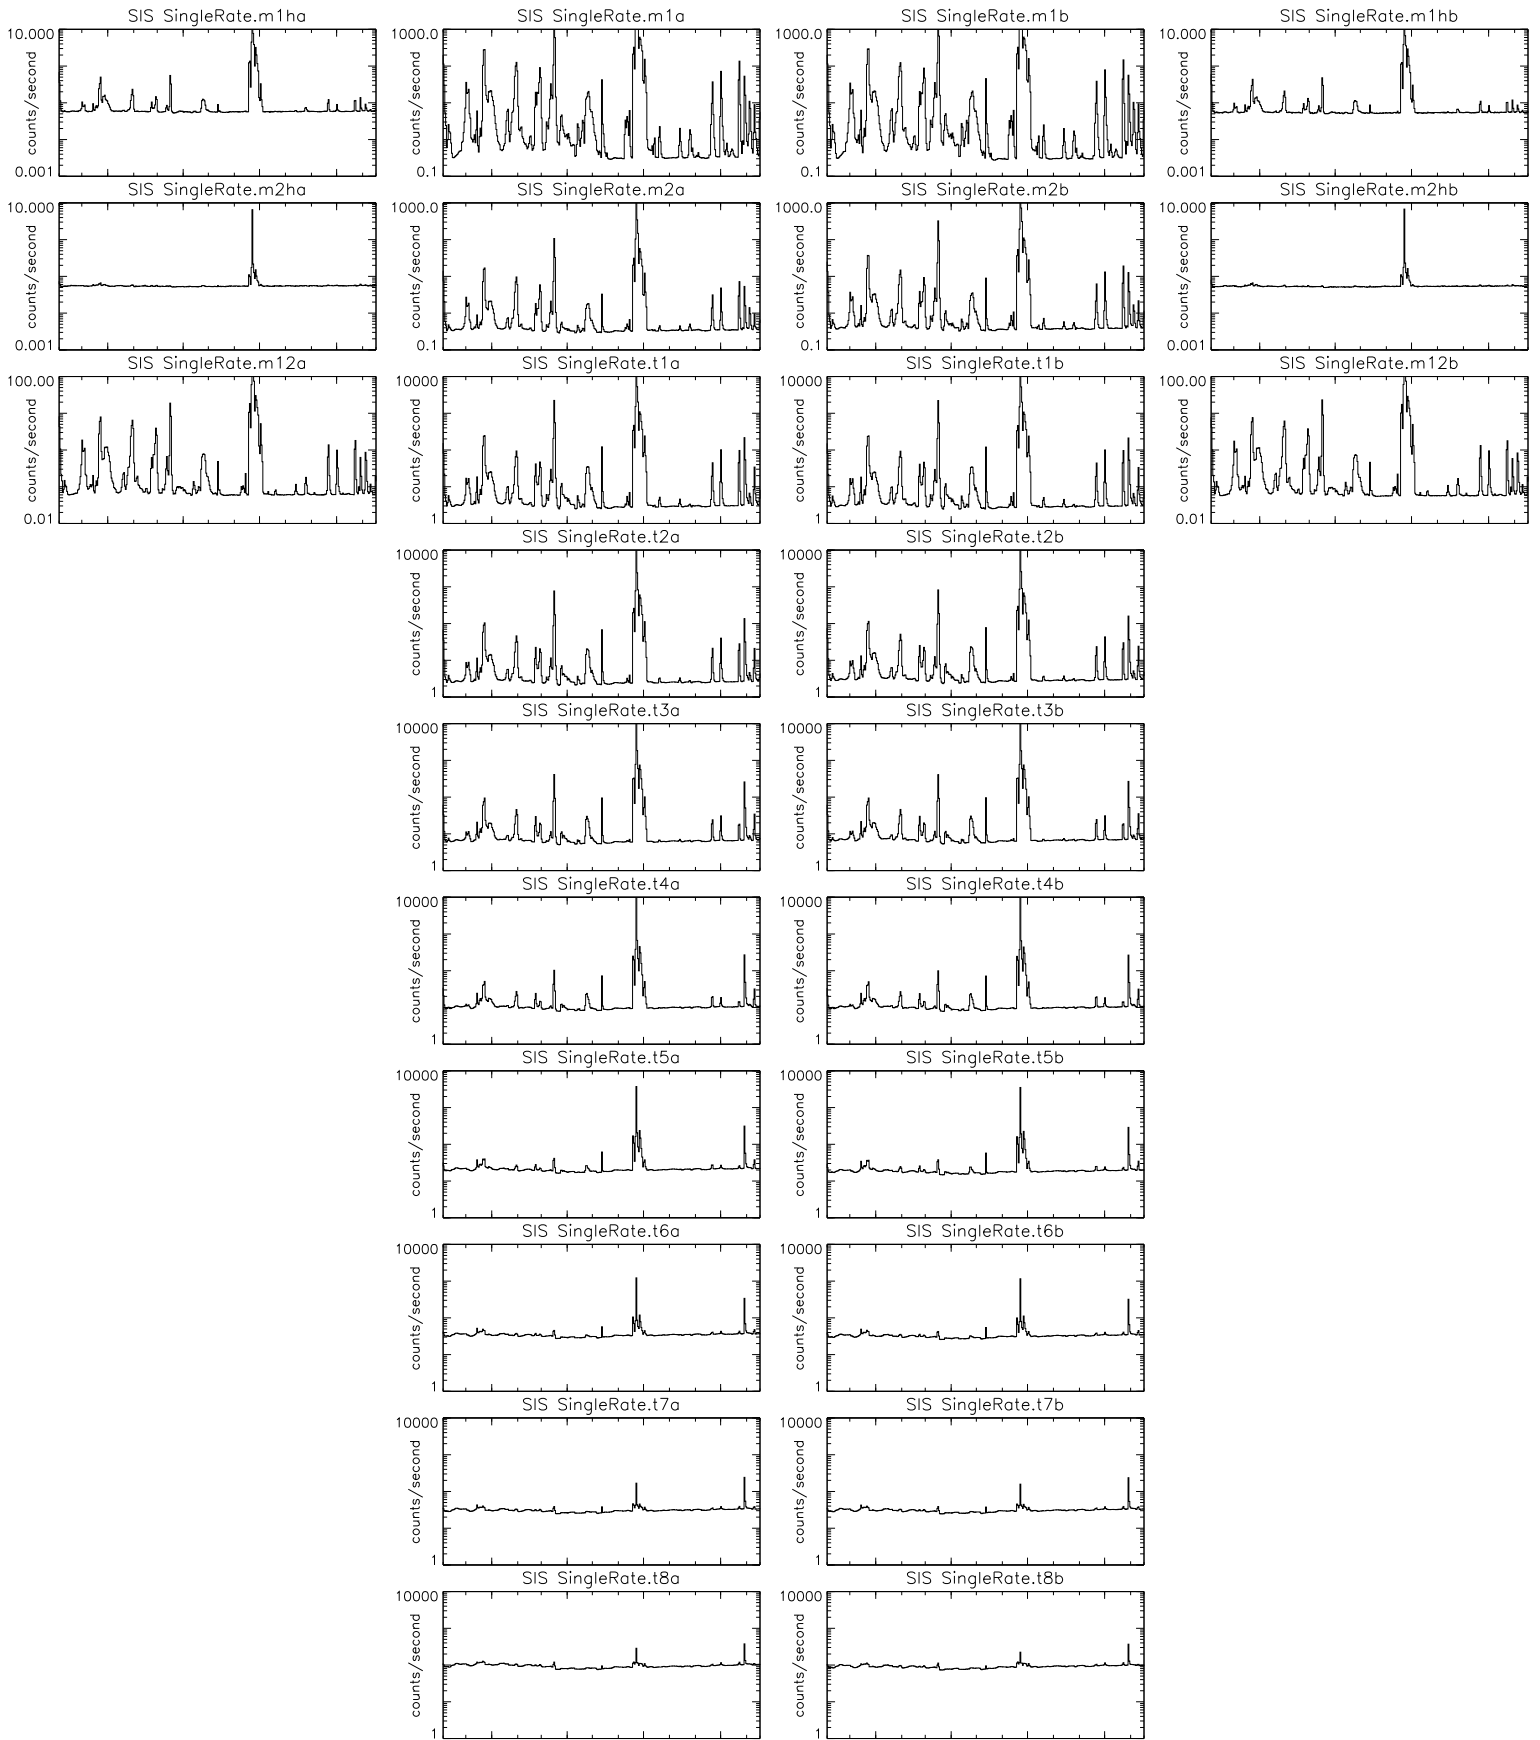 SIS SingleRate.m1ha
SIS SingleRate.m1a
SIS SingleRate.m1b
SIS SingleRate.m1hb
10.000
counts/second
0.001
1000.0
counts/second
0.1
1000.0
counts/second
0.1
10.000
counts/second
0.001
SIS SingleRate.m2ha
SIS SingleRate.m2a
SIS SingleRate.m2b
SIS SingleRate.m2hb
10.000
counts/second
0.001
1000.0
counts/second
0.1
1000.0
counts/second
0.1
10.000
counts/second
0.001
SIS SingleRate.m12a
SIS SingleRate.t1a
SIS SingleRate.t1b
SIS SingleRate.m12b
100.00
counts/second
0.01
10000
counts/second
1
10000
counts/second
1
100.00
counts/second
0.01
SIS SingleRate.t2a
SIS SingleRate.t2b
10000
counts/second
1
10000
counts/second
1
SIS SingleRate.t3a
SIS SingleRate.t3b
10000
counts/second
1
10000
counts/second
1
SIS SingleRate.t4a
SIS SingleRate.t4b
10000
counts/second
1
10000
counts/second
1
SIS SingleRate.t5a
SIS SingleRate.t5b
10000
counts/second
1
10000
counts/second
1
SIS SingleRate.t6a
SIS SingleRate.t6b
10000
counts/second
1
10000
counts/second
1
SIS SingleRate.t7a
SIS SingleRate.t7b
10000
counts/second
1
10000
counts/second
1
SIS SingleRate.t8a
SIS SingleRate.t8b
10000
counts/second
1
10000
counts/second
1